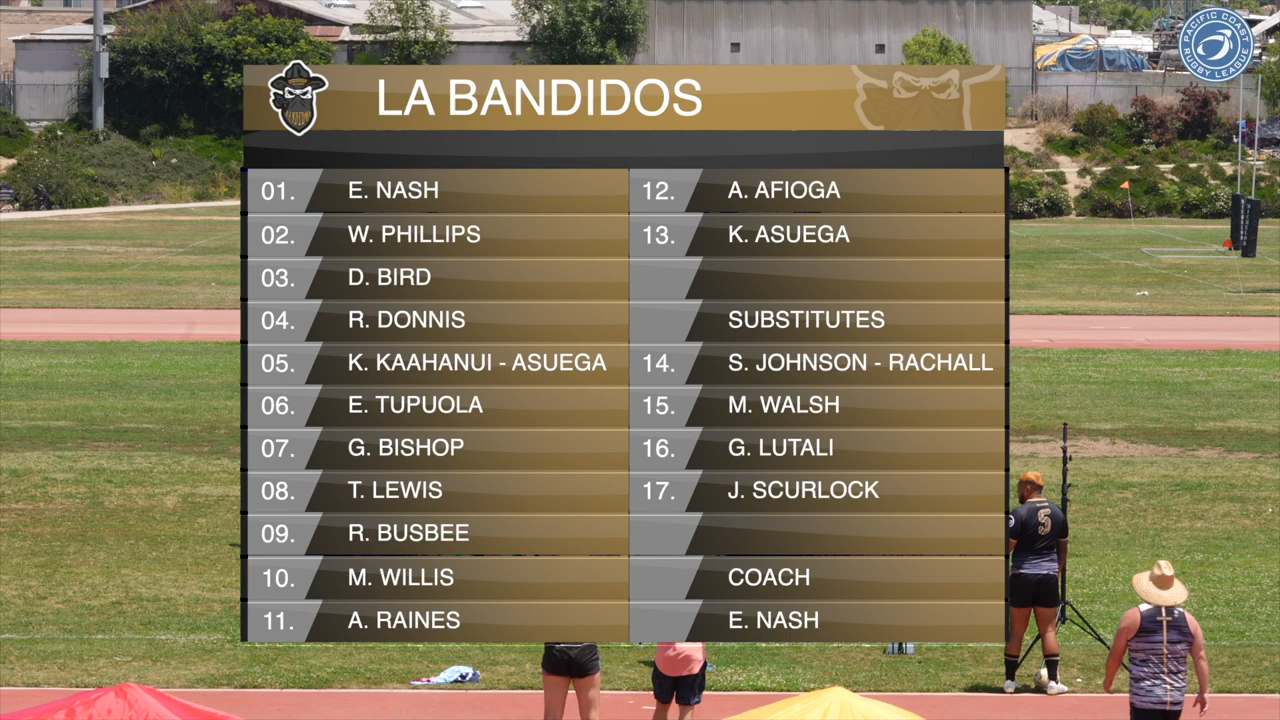 LA BANDIDOS
BANDIDOS
PACIFIC COAST
RUGBY LEAGUE
01. E. NASH
02. W. PHILLIPS
03. D. BIRD
04. R. DONNIS
05. K. KAAHANUI - ASUEGA
06. E. TUPUOLA
07. G. BISHOP
08. T. LEWIS
09. R. BUSBEE
10. M. WILLIS
11. A. RAINES
12. A. AFIOGA
13. K. ASUEGA
SUBSTITUTES
14. S. JOHNSON - RACHALL
15. M. WALSH
16. G. LUTALI
17. J. SCURLOCK
COACH
E. NASH
5